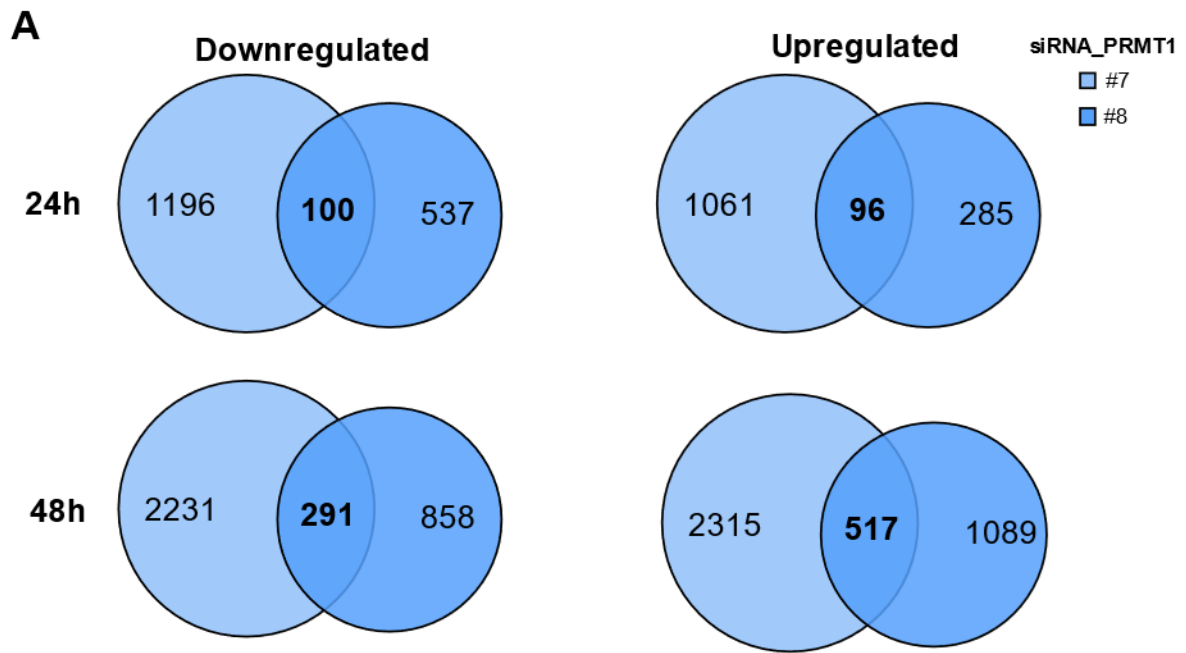 A
Downregulated
Upregulated
siRNA_PRMT1
#7
#8
24h
1196
100
537
1061
96
285
48h
2231
291
858
2315
517
1089